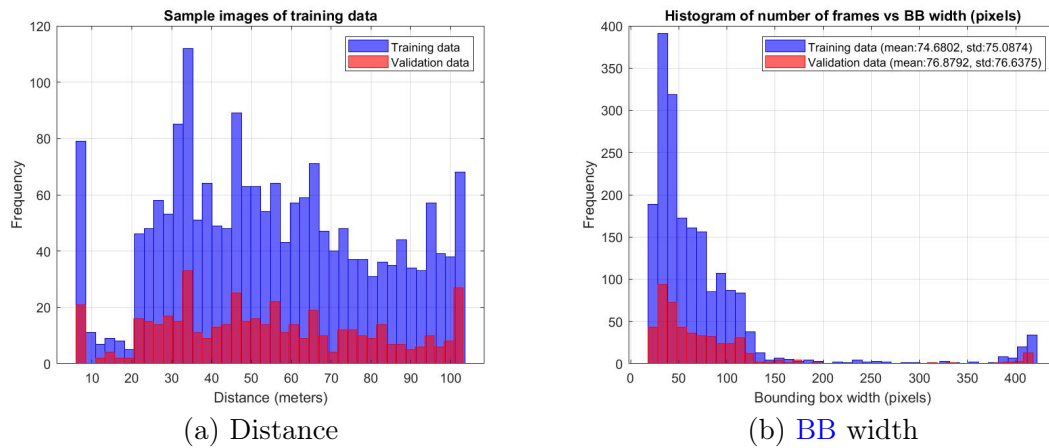 Sample images of training data
120
100
80
60
40
20
0
Frequency
Training data
Validation data
10 20 30 40 50 60 70 80 90 100
Distance (meters)
(a) Distance
Histogram of number of frames vs BB width (pixels)
400
350
300
250
200
150
100
50
0
Frequency
Training data (mean:74.6802, std:75.0874)
Validation data (mean:76.8792, std:76.6375)
0 50 100 150 200 250 300 350 400
Bounding box width (pixels)
(b) BB width